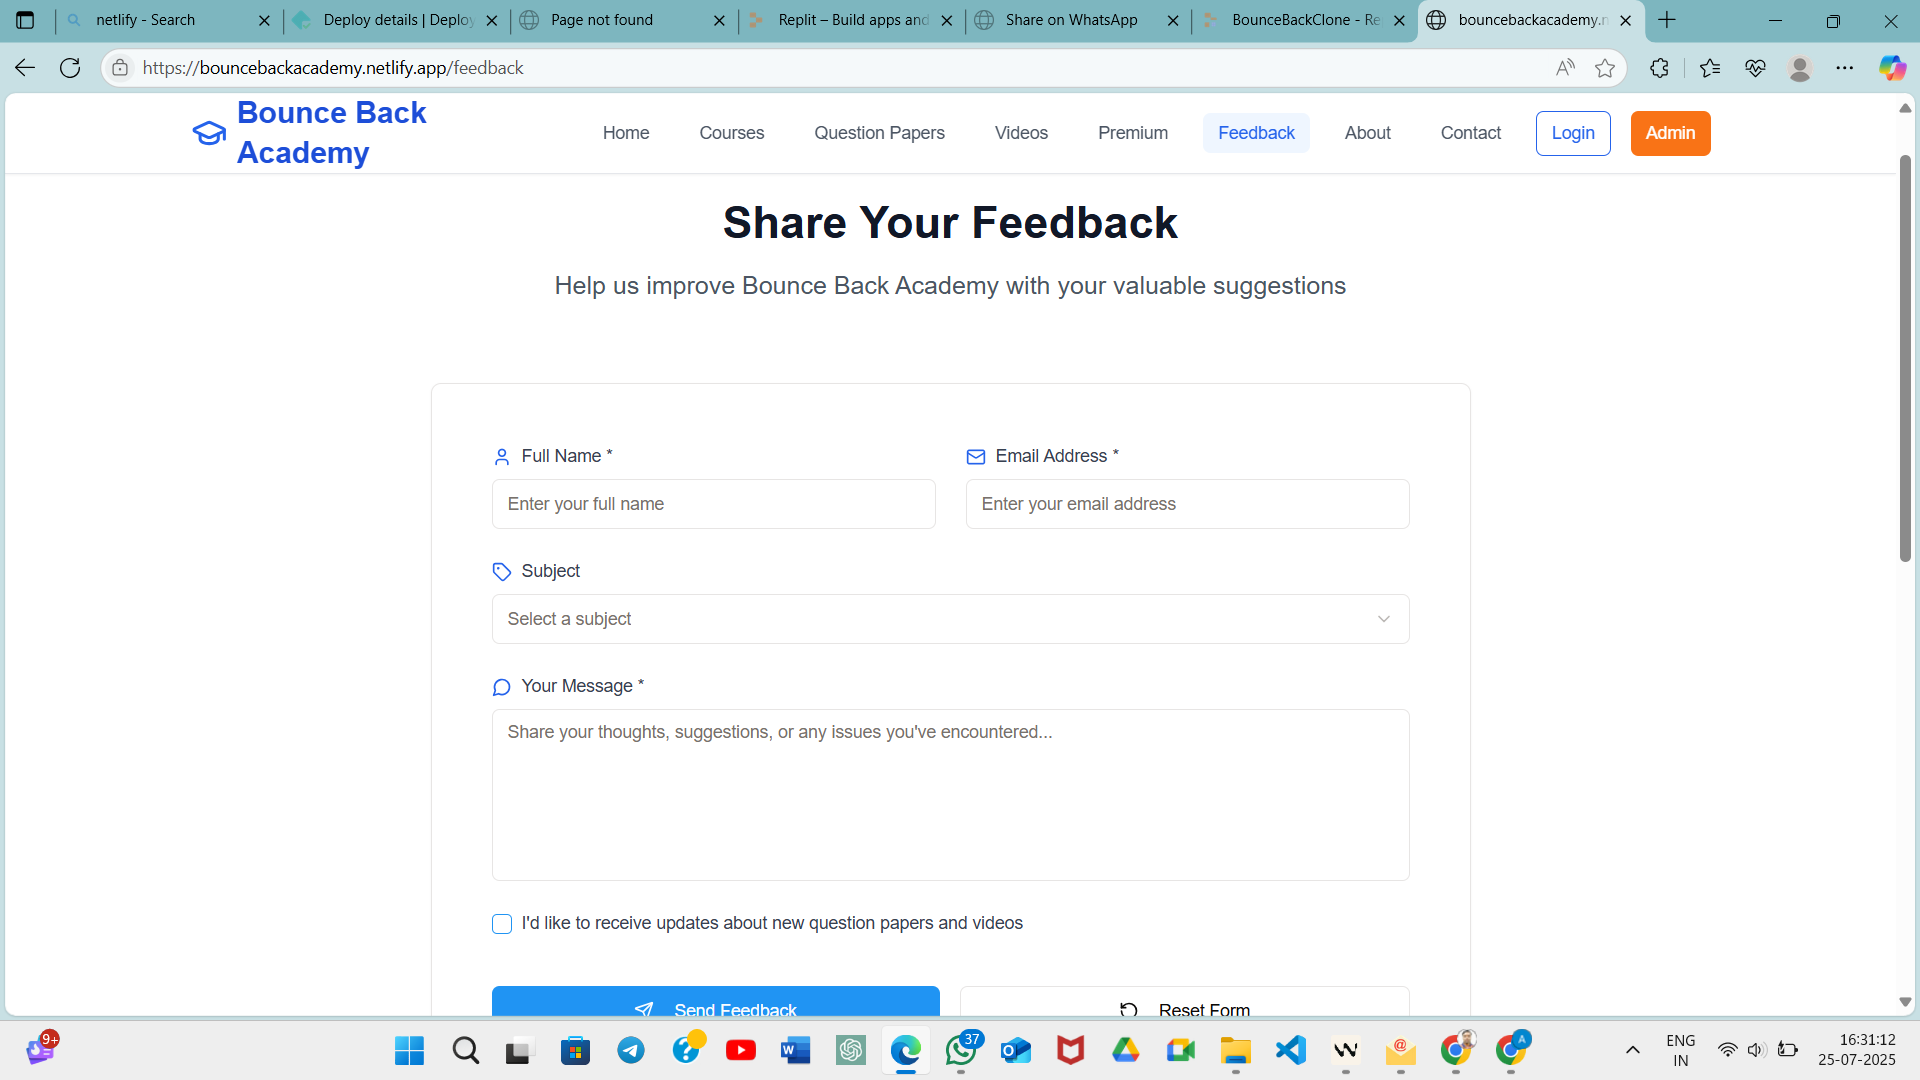 netlify - Search
Deploy details | Deploy
Page not found
Replit – Build apps and
Share on WhatsApp
BounceBackClone - Re
bouncebackacademy.n
https://bouncebackacademy.netlify.app/feedback
Bounce Back
Academy
Home
Courses
Question Papers
Videos
Premium
Feedback
About
Contact
Login
Admin
Share Your Feedback
Help us improve Bounce Back Academy with your valuable suggestions
Full Name *
Email Address *
Enter your full name
Enter your email address
Subject
Select a subject
Your Message *
Share your thoughts, suggestions, or any issues you've encountered...
I'd like to receive updates about new question papers and videos
Send Feedback
Reset Form
9+
37
A
ENG
IN
16:31:12
25-07-2025